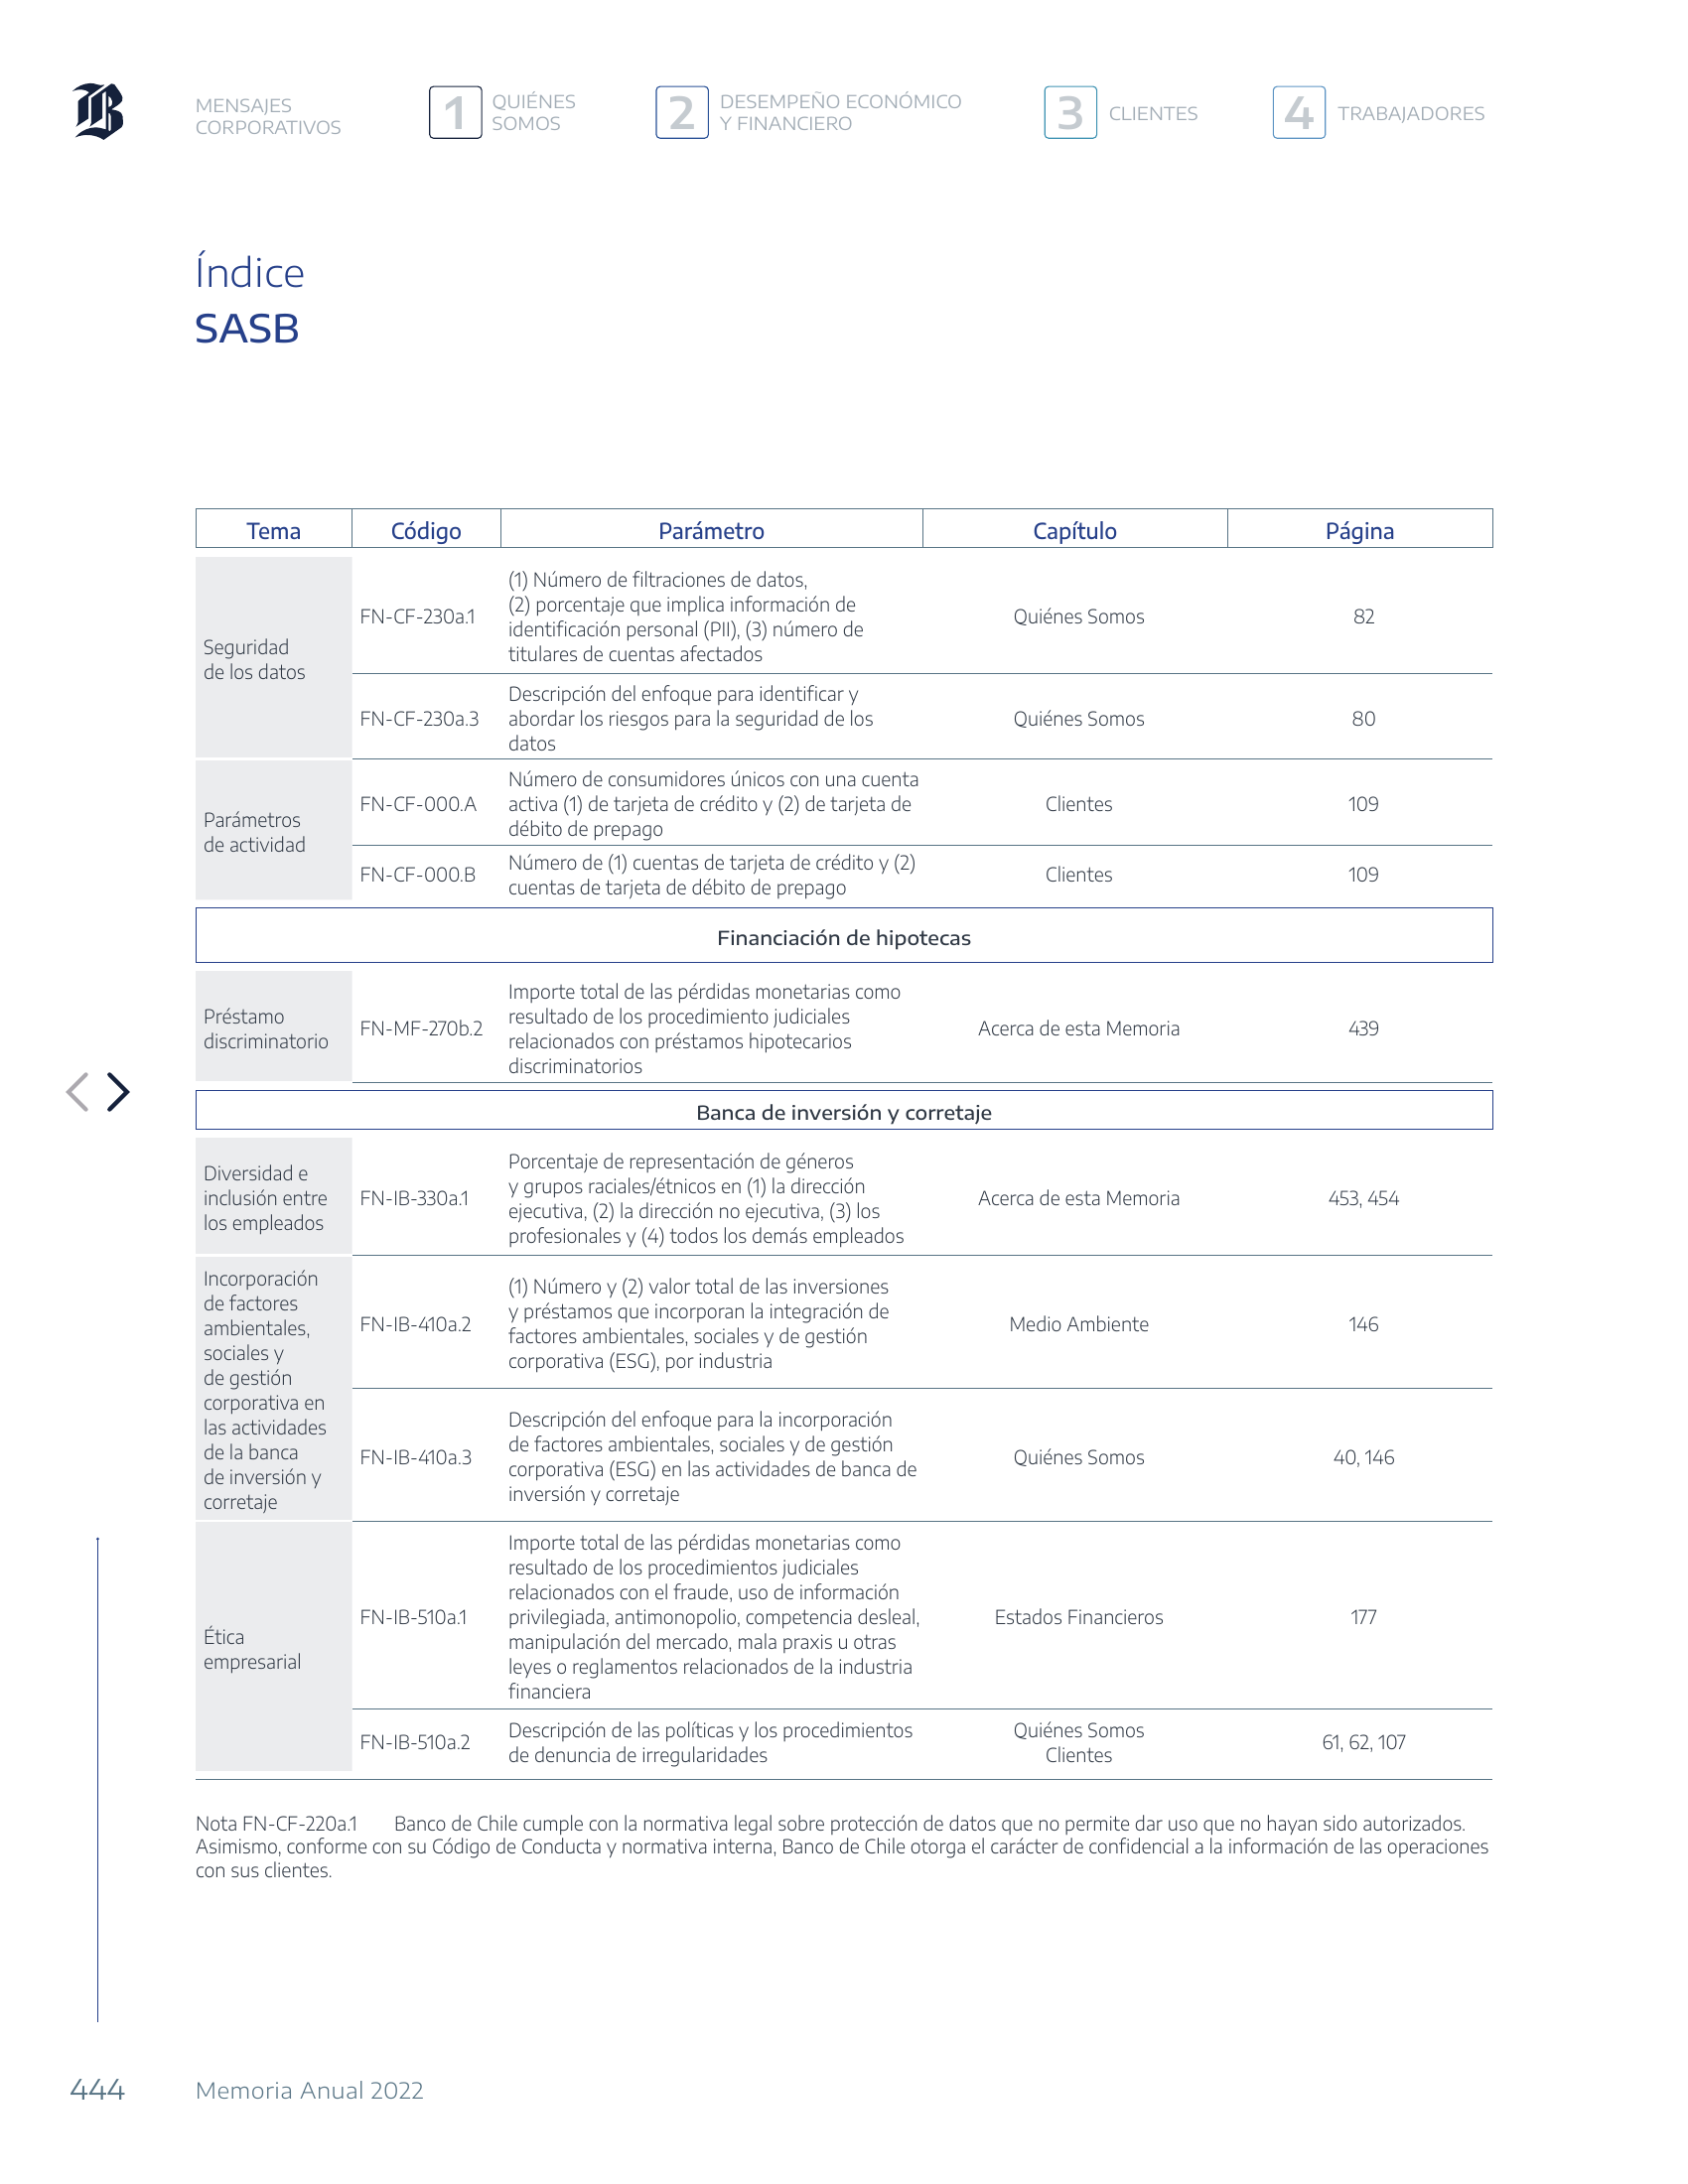 B
MENSAJES
CORPORATIVOS
1
QUIÉNES
SOMOS
2
DESEMPEÑO ECONÓMICO
Y FINANCIERO
3
CLIENTES
4
TRABAJADORES
Índice
SASB
Tema
Código
Parámetro
Capítulo
Página
Seguridad
de los datos
FN-CF-230a.1
(1) Número de filtraciones de datos,
(2) porcentaje que implica información de
identificación personal (PII), (3) número de
titulares de cuentas afectados
Quiénes Somos
82
FN-CF-230a.3
Descripción del enfoque para identificar y
abordar los riesgos para la seguridad de los
datos
Quiénes Somos
80
Parámetros
de actividad
FN-CF-000.A
Número de consumidores únicos con una cuenta
activa (1) de tarjeta de crédito y (2) de tarjeta de
débito de prepago
Clientes
109
FN-CF-000.B
Número de (1) cuentas de tarjeta de crédito y (2)
cuentas de tarjeta de débito de prepago
Clientes
109
Financiación de hipotecas
Préstamo
discriminatorio
FN-MF-270b.2
Importe total de las pérdidas monetarias como
resultado de los procedimiento judiciales
relacionados con préstamos hipotecarios
discriminatorios
Acerca de esta Memoria
439
Banca de inversión y corretaje
Diversidad e
inclusión entre
los empleados
FN-IB-330a.1
Porcentaje de representación de géneros
y grupos raciales/étnicos en (1) la dirección
ejecutiva, (2) la dirección no ejecutiva, (3) los
profesionales y (4) todos los demás empleados
Acerca de esta Memoria
453, 454
Incorporación
de factores
ambientales,
sociales y
de gestión
corporativa en
las actividades
de la banca
de inversión y
corretaje
FN-IB-410a.2
(1) Número y (2) valor total de las inversiones
y préstamos que incorporan la integración de
factores ambientales, sociales y de gestión
corporativa (ESG), por industria
Medio Ambiente
146
FN-IB-410a.3
Descripción del enfoque para la incorporación
de factores ambientales, sociales y de gestión
corporativa (ESG) en las actividades de banca de
inversión y corretaje
Quiénes Somos
40, 146
Ética
empresarial
FN-IB-510a.1
Importe total de las pérdidas monetarias como
resultado de los procedimientos judiciales
relacionados con el fraude, uso de información
privilegiada, antimonopolio, competencia desleal,
manipulación del mercado, mala praxis u otras
leyes o reglamentos relacionados de la industria
financiera
Estados Financieros
177
FN-IB-510a.2
Descripción de las políticas y los procedimientos
de denuncia de irregularidades
Quiénes Somos
Clientes
61, 62, 107
Nota FN-CF-220a.1 Banco de Chile cumple con la normativa legal sobre protección de datos que no permite dar uso que no hayan sido autorizados.
Asimismo, conforme con su Código de Conducta y normativa interna, Banco de Chile otorga el carácter de confidencial a la información de las operaciones
con sus clientes.
444
Memoria Anual 2022